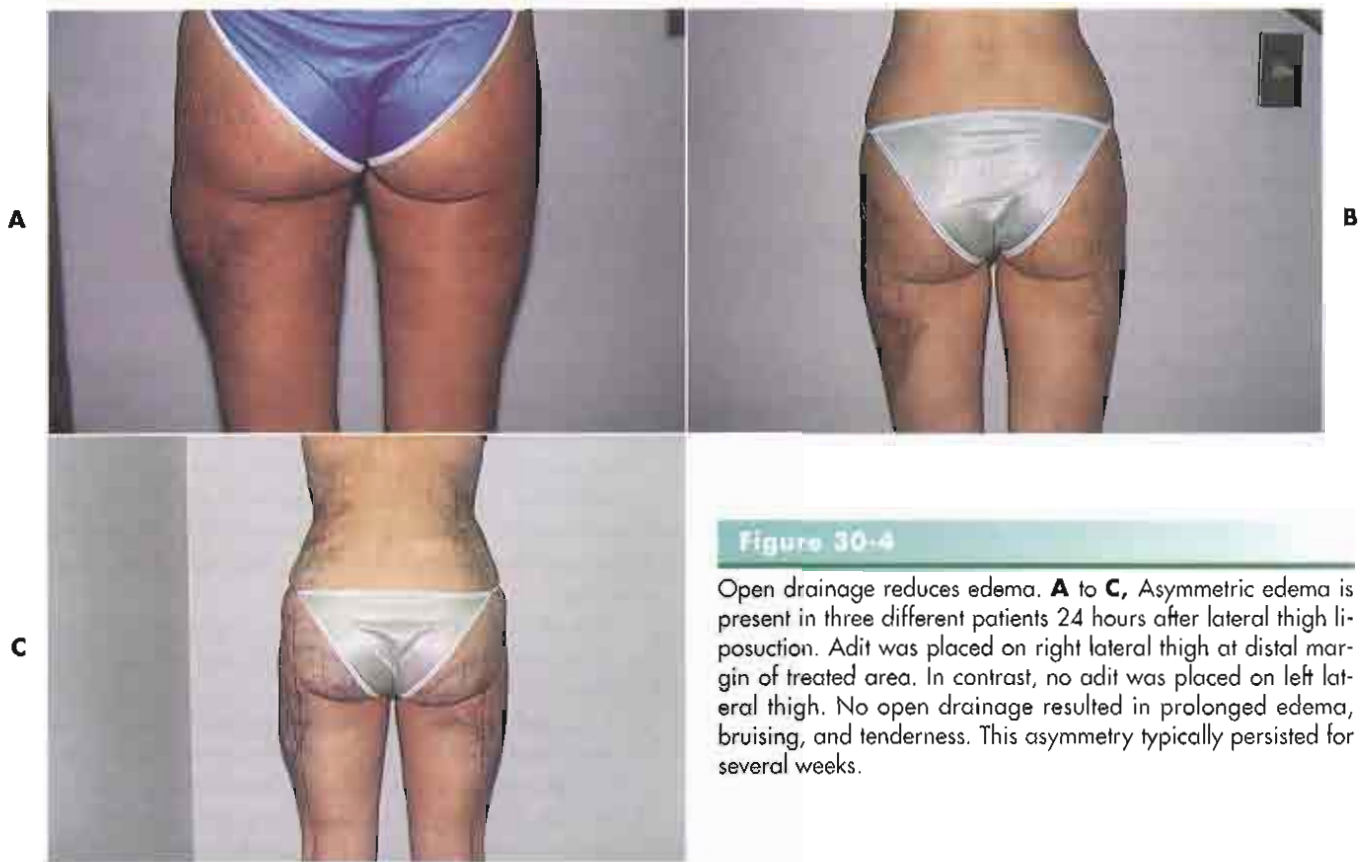 A
B
C
Figure 30-4
Open drainage reduces edema. A to C, Asymmetric edema is
present in three different patients 24 hours after lateral thigh li-
posuction. Adit was placed on right lateral thigh at distal mar-
gin of treated area. In contrast, no adit was placed on left lat-
eral thigh. No open drainage resulted in prolonged edema,
bruising, and tenderness. This asymmetry typically persisted for
several weeks.